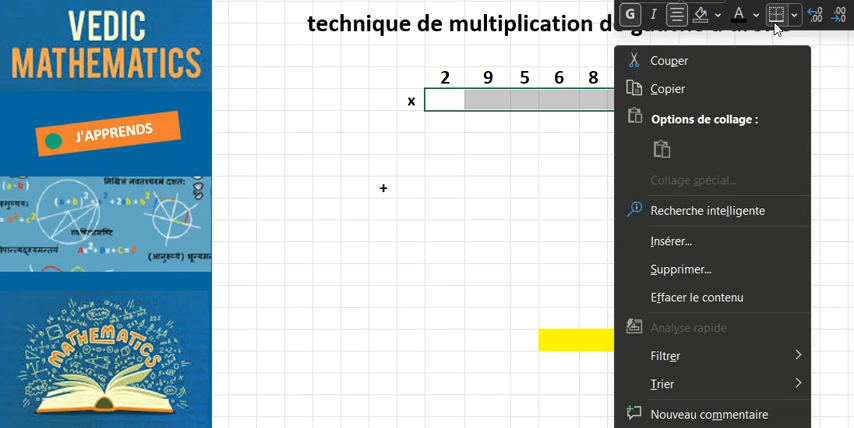 VEDIC
MATHEMATICS
J'APPRENDS
MATHEMATICS
technique de multiplication de
2 9 5 6 8
x
+
G I A
Couper
Copier
Options de collage :
Collage spécial...
Recherche intelligente
Insérer...
Supprimer...
Effacer le contenu
Analyse rapide
Filtrer
Trier
Nouveau commentaire